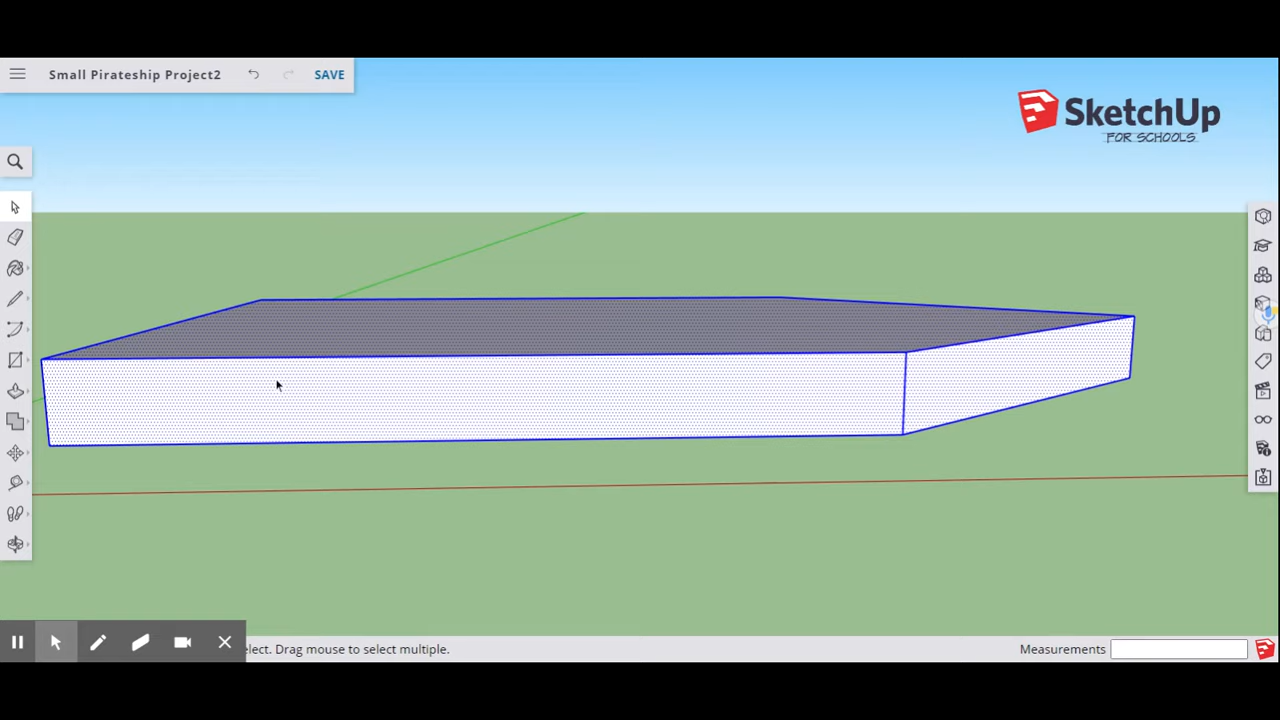 Small Pirateship Project2
SAVE
SketchUp
FOR SCHOOLS
elect. Drag mouse to select multiple.
Measurements